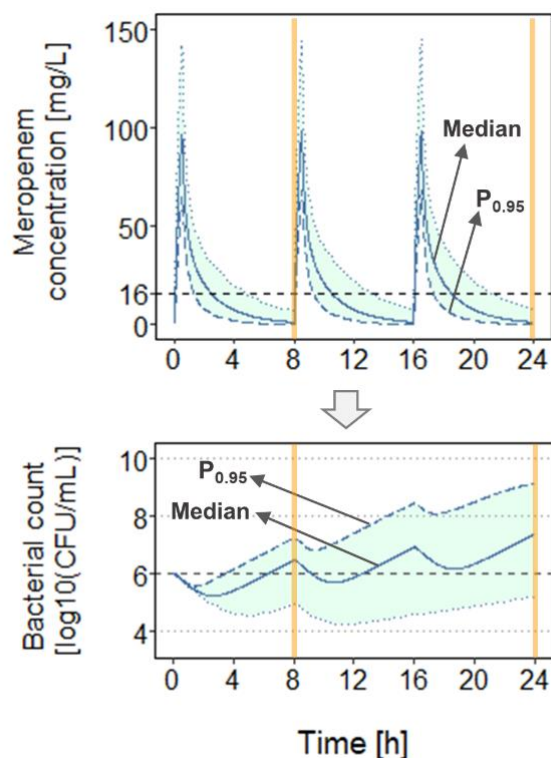 Meropenem
concentration [mg/L]
150
100
50
16
0
Median
P0.95
0 4 8 12 16 20 24
Bacterial count
[log10(CFU/mL)]
10
8
6
4
P0.95
Median
0 4 8 12 16 20 24
Time [h]